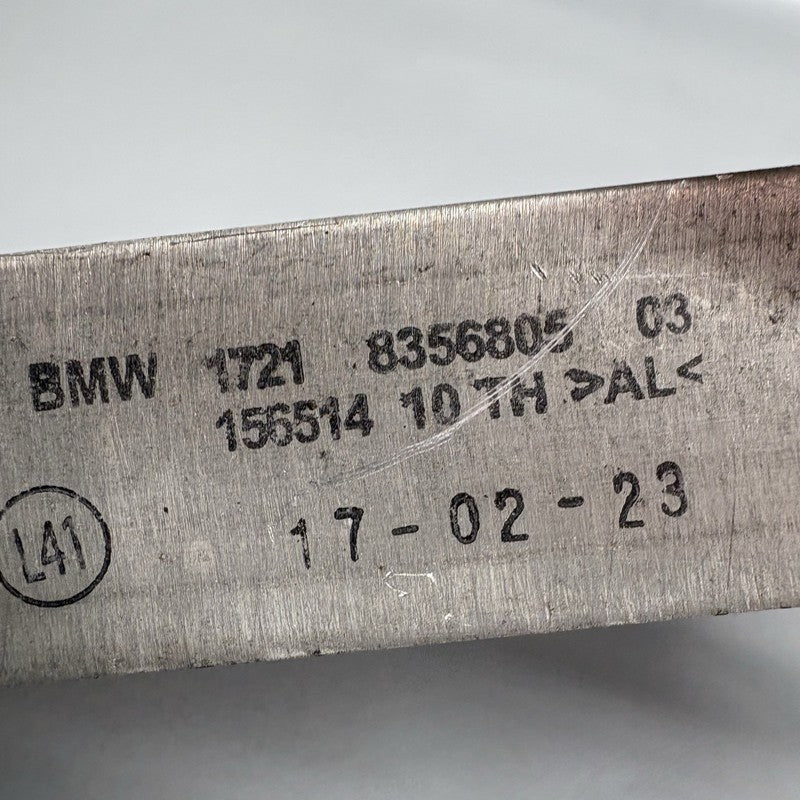 BMW 1721 8356805 03
156514 10 TH >AL<
L41
17-02-23